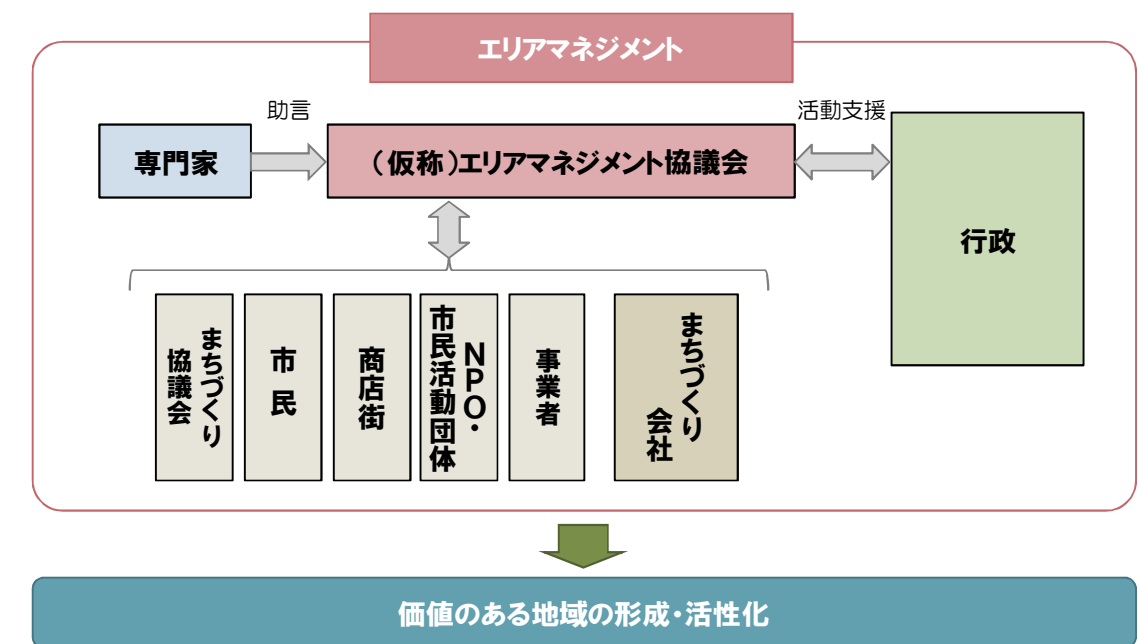 エリアマネジメント
助言
活動支援
専門家
（仮称）エリアマネジメント協議会
行政
まちづくり
協議会
市民
商店街
NPO・
市民活動団体
事業者
まちづくり
会社
価値のある地域の形成・活性化